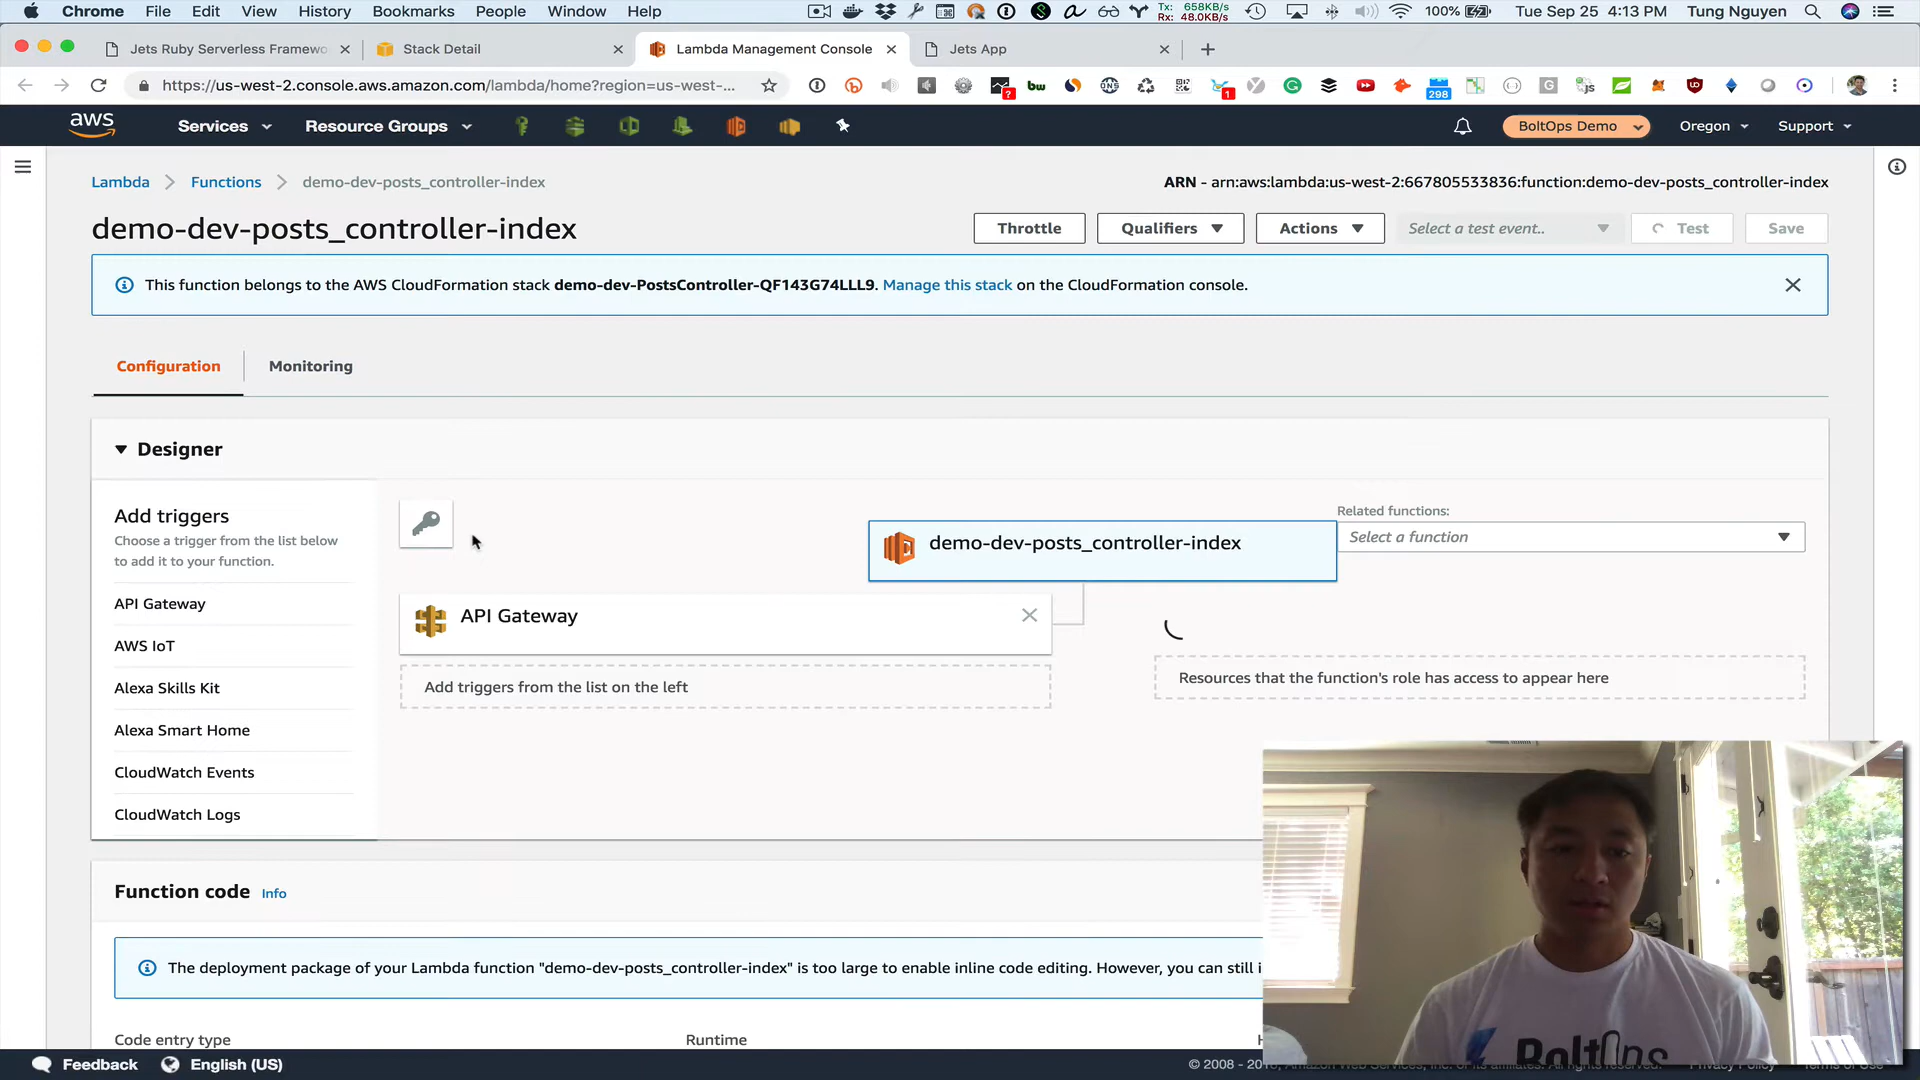 Chrome File Edit View History Bookmarks People Window Help Tx: 658KB/s Rx: 48.0KB/s 100% Tue Sep 25 4:13 PM Tung Nguyen
Jets Ruby Serverless Framewo Stack Detail Lambda Management Console Jets App
https://us-west-2.console.aws.amazon.com/lambda/home?region=us-west-...
aws Services Resource Groups BoltOps Demo Oregon Support
Lambda Functions demo-dev-posts_controller-index ARN - arn:aws:lambda:us-west-2:667805533836:function:demo-dev-posts_controller-index
demo-dev-posts_controller-index Throttle Qualifiers Actions Select a test event.. Test Save
This function belongs to the AWS CloudFormation stack demo-dev-PostsController-QF143G74LLL9. Manage this stack on the CloudFormation console.
Configuration Monitoring
Designer
Add triggers
Choose a trigger from the list below
to add it to your function.
API Gateway
AWS IoT
Alexa Skills Kit
Alexa Smart Home
CloudWatch Events
CloudWatch Logs
demo-dev-posts_controller-index
Related functions:
Select a function
API Gateway
Add triggers from the list on the left
Resources that the function's role has access to appear here
Function code Info
The deployment package of your Lambda function "demo-dev-posts_controller-index" is too large to enable inline code editing. However, you can still i
Code entry type Runtime
Feedback English (US)
BoltOps